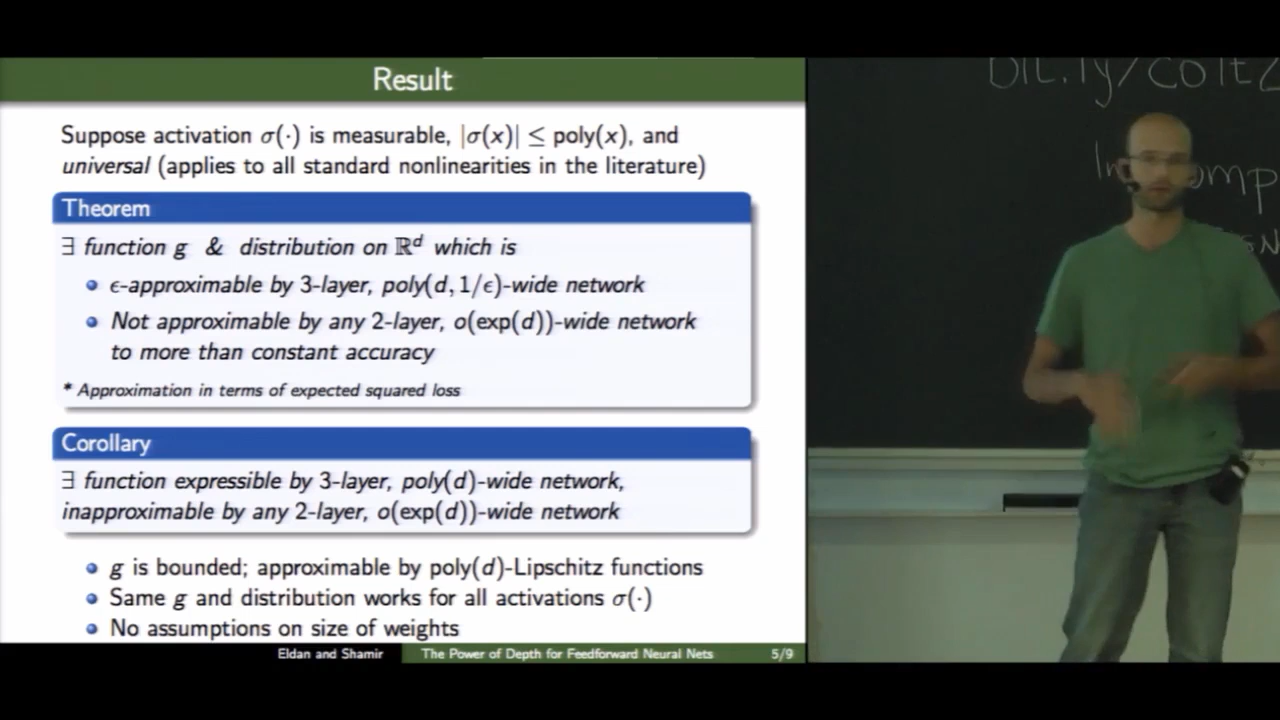 Result
Suppose activation σ(·) is measurable, |σ(x)| ≤ poly(x), and
universal (applies to all standard nonlinearities in the literature)
Theorem
∃ function g & distribution on ℝᵈ which is
• ϵ-approximable by 3-layer, poly(d, 1/ϵ)-wide network
• Not approximable by any 2-layer, o(exp(d))-wide network
to more than constant accuracy
* Approximation in terms of expected squared loss
Corollary
∃ function expressible by 3-layer, poly(d)-wide network,
inapproximable by any 2-layer, o(exp(d))-wide network
• g is bounded; approximable by poly(d)-Lipschitz functions
• Same g and distribution works for all activations σ(·)
• No assumptions on size of weights
Eldan and Shamir The Power of Depth for Feedforward Neural Nets 5/9